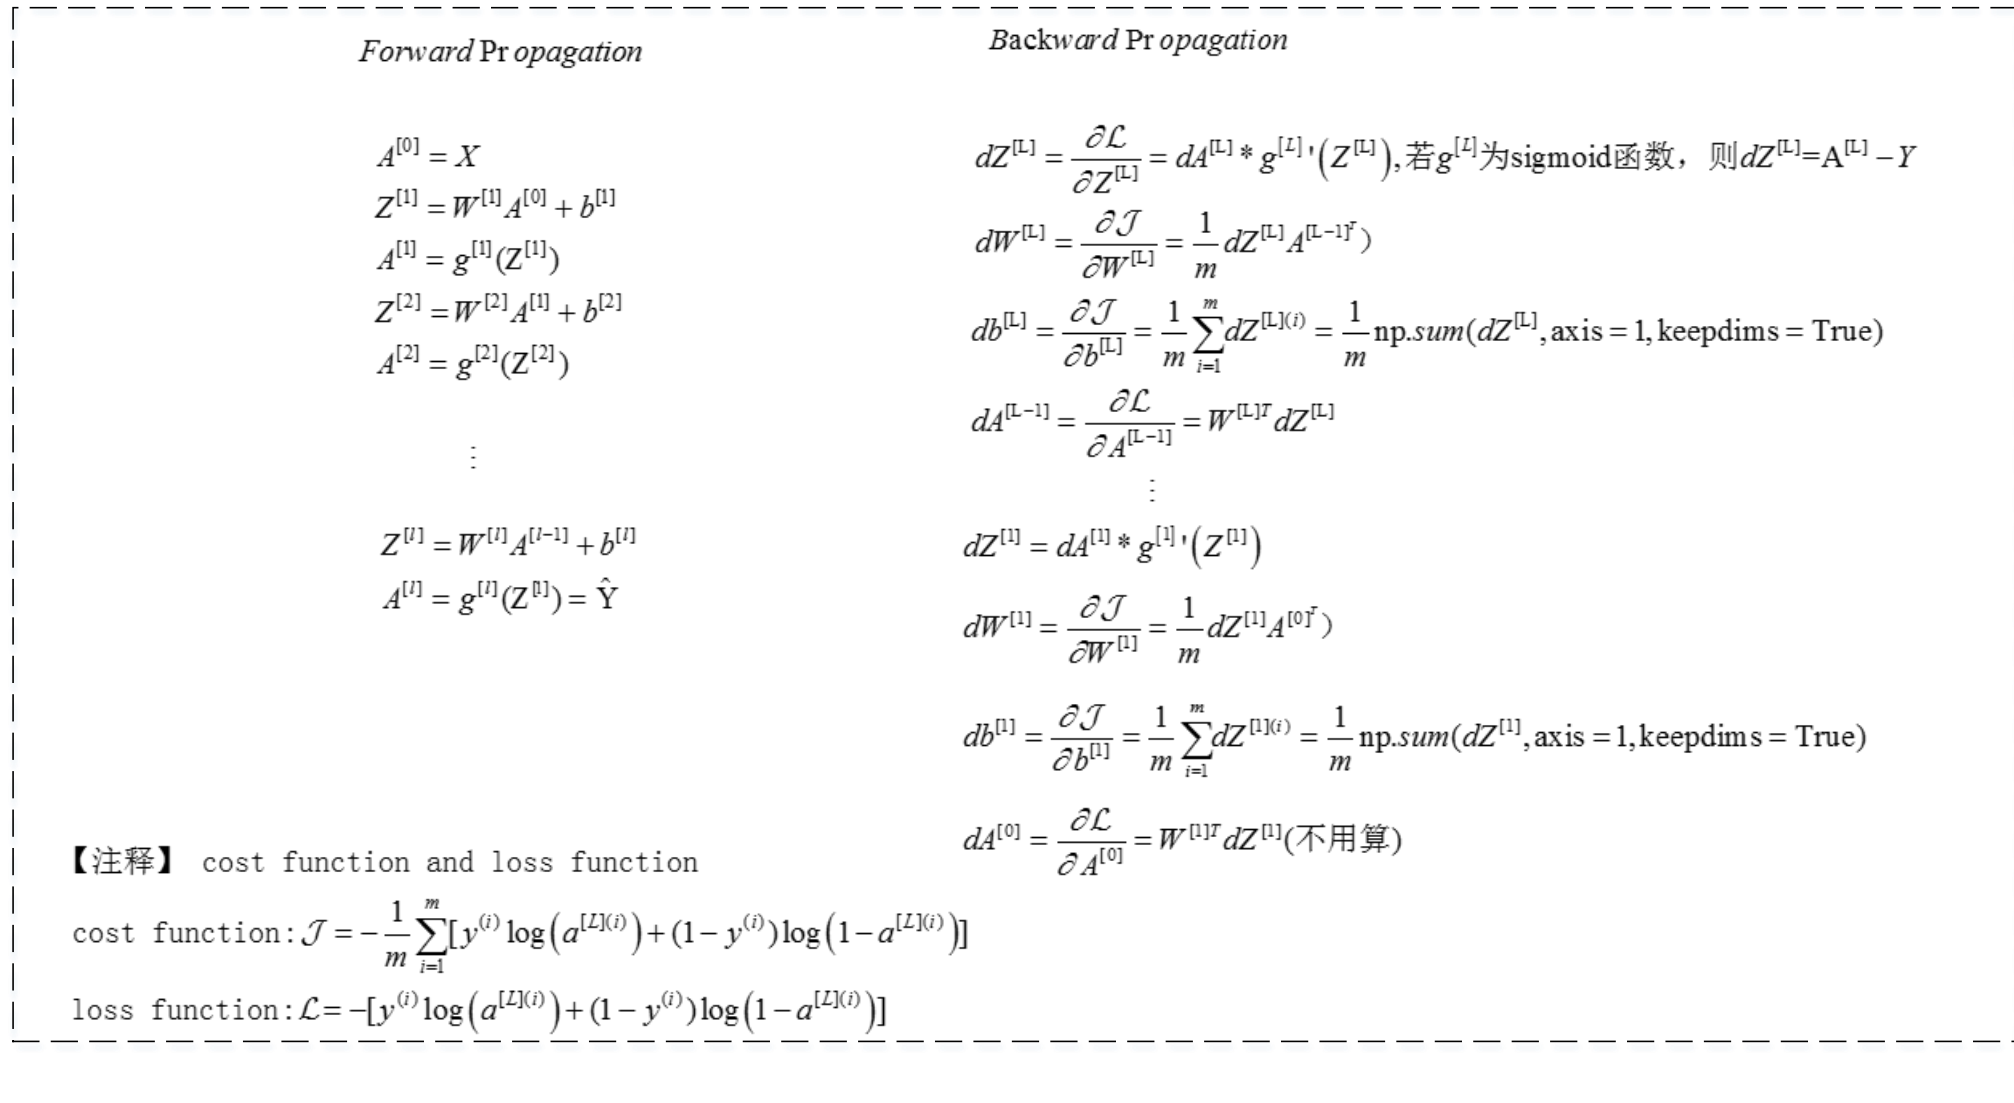 Forward Propagation
A^{[0]} = X
Z^{[1]} = W^{[1]}A^{[0]} + b^{[1]}
A^{[1]} = g^{[1]}(Z^{[1]})
Z^{[2]} = W^{[2]}A^{[1]} + b^{[2]}
A^{[2]} = g^{[2]}(Z^{[2]})
⋮
Z^{[l]} = W^{[l]}A^{[l-1]} + b^{[l]}
A^{[l]} = g^{[l]}(Z^{[l]}) = Ŷ
Backward Propagation
dZ^{[L]} = ∂ℒ/∂Z^{[L]} = dA^{[L]} * g^{[L]}'(Z^{[L]}),若g^{[L]}为sigmoid函数，则dZ^{[L]}=A^{[L]} − Y
dW^{[L]} = ∂𝒥/∂W^{[L]} = 1/m dZ^{[L]}A^{[L−1]^T})
db^{[L]} = ∂𝒥/∂b^{[L]} = 1/m ∑_{i=1}^{m} dZ^{[L](i)} = 1/m np.sum(dZ^{[L]},axis = 1,keepdims = True)
dA^{[L−1]} = ∂ℒ/∂A^{[L−1]} = W^{[L]T}dZ^{[L]}
⋮
dZ^{[1]} = dA^{[1]} * g^{[1]}'(Z^{[1]})
dW^{[1]} = ∂𝒥/∂W^{[1]} = 1/m dZ^{[1]}A^{[0]^T})
db^{[1]} = ∂𝒥/∂b^{[1]} = 1/m ∑_{i=1}^{m} dZ^{[1](i)} = 1/m np.sum(dZ^{[1]},axis = 1,keepdims = True)
dA^{[0]} = ∂ℒ/∂A^{[0]} = W^{[1]T}dZ^{[1]}(不用算)
【注释】 cost function and loss function
cost function:𝒥 = −1/m ∑_{i=1}^{m}[y^{(i)}log(a^{[L](i)})+(1−y^{(i)})log(1−a^{[L](i)})]
loss function:ℒ= −[y^{(i)}log(a^{[L](i)})+(1−y^{(i)})log(1−a^{[L](i)})]